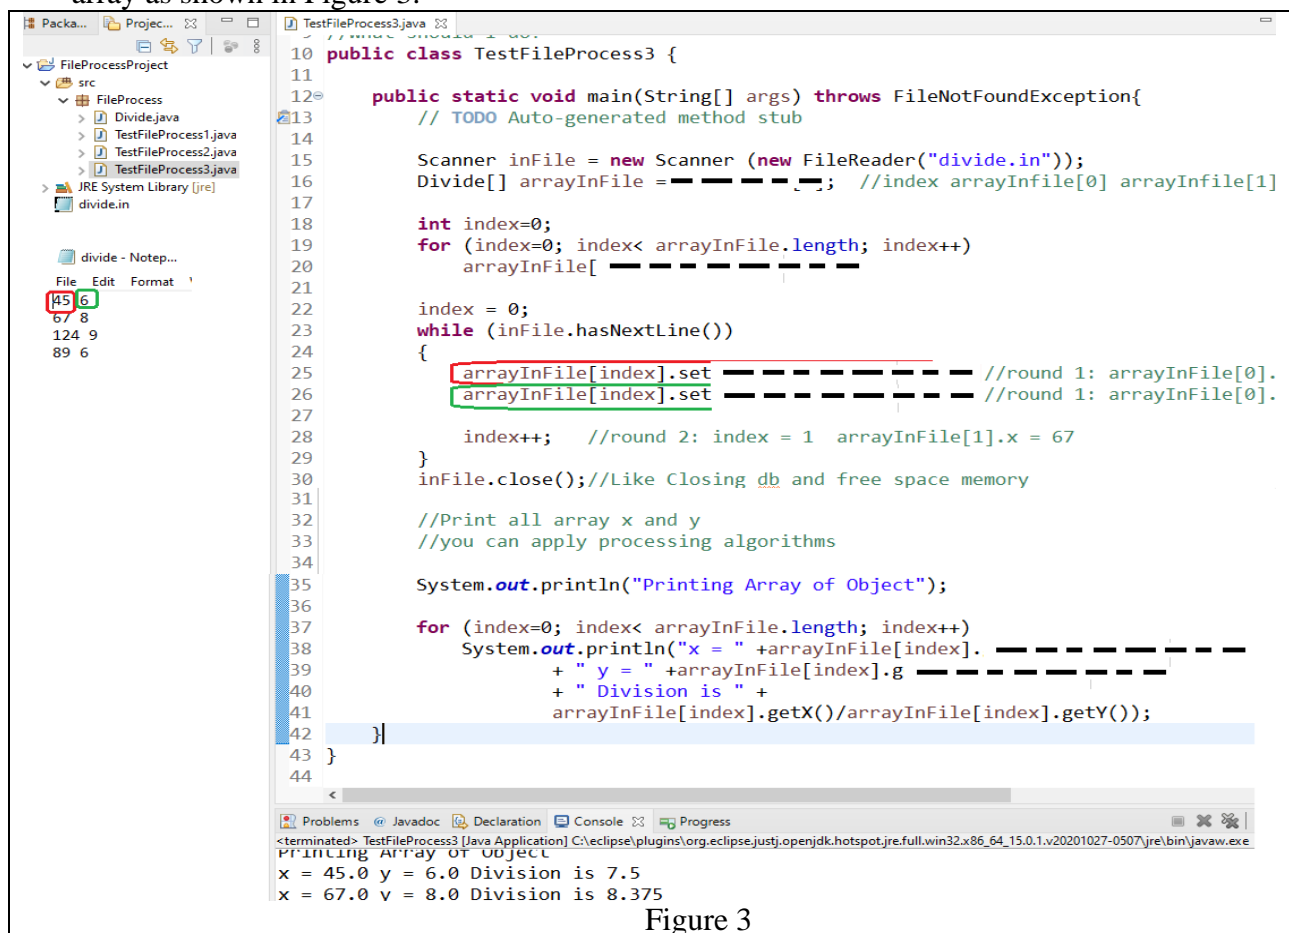 array as shown in Figure 3.
Packa... Projec...
FileProcessProject
src
FileProcess
Divide.java
TestFileProcess1.java
TestFileProcess2.java
TestFileProcess3.java
JRE System Library [jre]
divide.in
divide - Notep...
File Edit Format
45 6
67 8
124 9
89 6
TestFileProcess3.java
9 //What should I do?
10 public class TestFileProcess3 {
11
12 public static void main(String[] args) throws FileNotFoundException{
13 // TODO Auto-generated method stub
14
15 Scanner inFile = new Scanner (new FileReader("divide.in"));
16 Divide[] arrayInFile = ; //index arrayInfile[0] arrayInfile[1]
17
18 int index=0;
19 for (index=0; index< arrayInFile.length; index++)
20 arrayInFile[
21
22 index = 0;
23 while (inFile.hasNextLine())
24 {
25 arrayInFile[index].set //round 1: arrayInFile[0].
26 arrayInFile[index].set //round 1: arrayInFile[0].
27
28 index++; //round 2: index = 1 arrayInFile[1].x = 67
29 }
30 inFile.close();//Like Closing db and free space memory
31
32 //Print all array x and y
33 //you can apply processing algorithms
34
35 System.out.println("Printing Array of Object");
36
37 for (index=0; index< arrayInFile.length; index++)
38 System.out.println("x = " +arrayInFile[index].
39 + " y = " +arrayInFile[index].g
40 + " Division is " +
41 arrayInFile[index].getX()/arrayInFile[index].getY());
42 }
43 }
44
Problems @ Javadoc Declaration Console Progress
<terminated> TestFileProcess3 [Java Application] C:\eclipse\plugins\org.eclipse.justj.openjdk.hotspot.jre.full.win32.x86_64_15.0.1.v20201027-0507\jre\bin\javaw.exe
Printing Array of Object
x = 45.0 y = 6.0 Division is 7.5
x = 67.0 y = 8.0 Division is 8.375
Figure 3